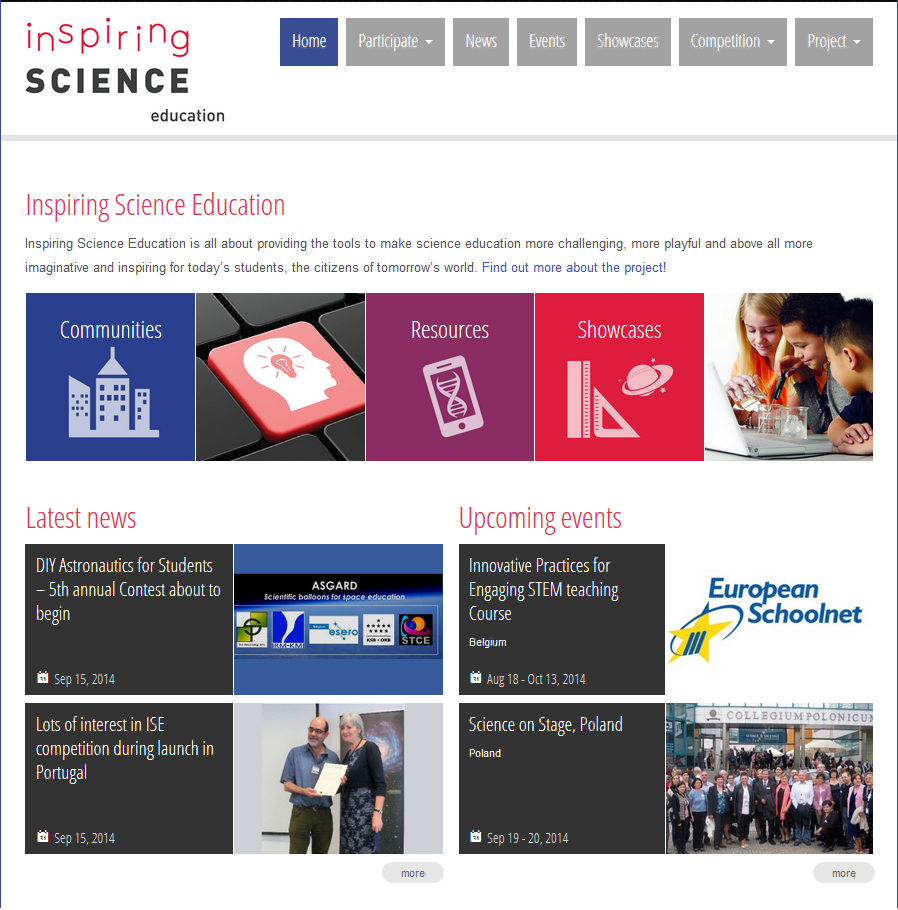 inspiring
SCIENCE
education
Home
Participate
News
Events
Showcases
Competition
Project
Inspiring Science Education
Inspiring Science Education is all about providing the tools to make science education more challenging, more playful and above all more
imaginative and inspiring for today's students, the citizens of tomorrow's world. Find out more about the project!
Communities
Resources
Showcases
Latest news
DIY Astronautics for Students
– 5th annual Contest about to
begin
Sep 15, 2014
ASGARD
Scientific balloons for space education
IRM-KMI
esero
KSB - ORB
STCE
Lots of interest in ISE
competition during launch in
Portugal
Sep 15, 2014
more
Upcoming events
Innovative Practices for
Engaging STEM teaching
Course
Belgium
Aug 18 - Oct 13, 2014
European
Schoolnet
Science on Stage, Poland
Poland
Sep 19 - 20, 2014
COLLEGIUM POLONICUM
more